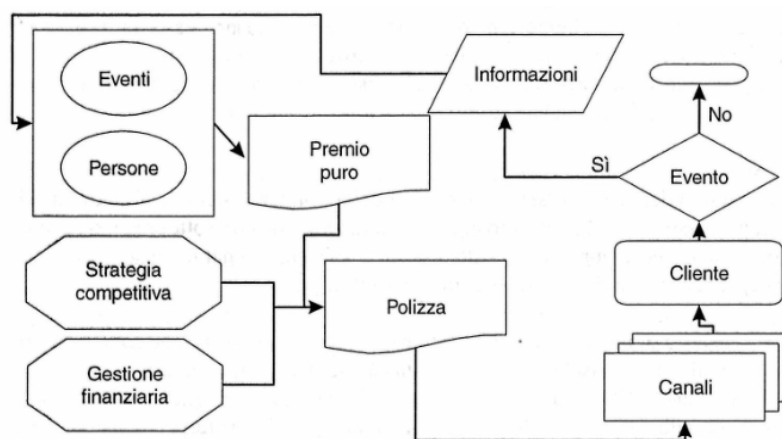 Eventi
Persone
Premio
puro
Informazioni
No
Sì
Evento
Strategia
competitiva
Polizza
Cliente
Gestione
finanziaria
Canali